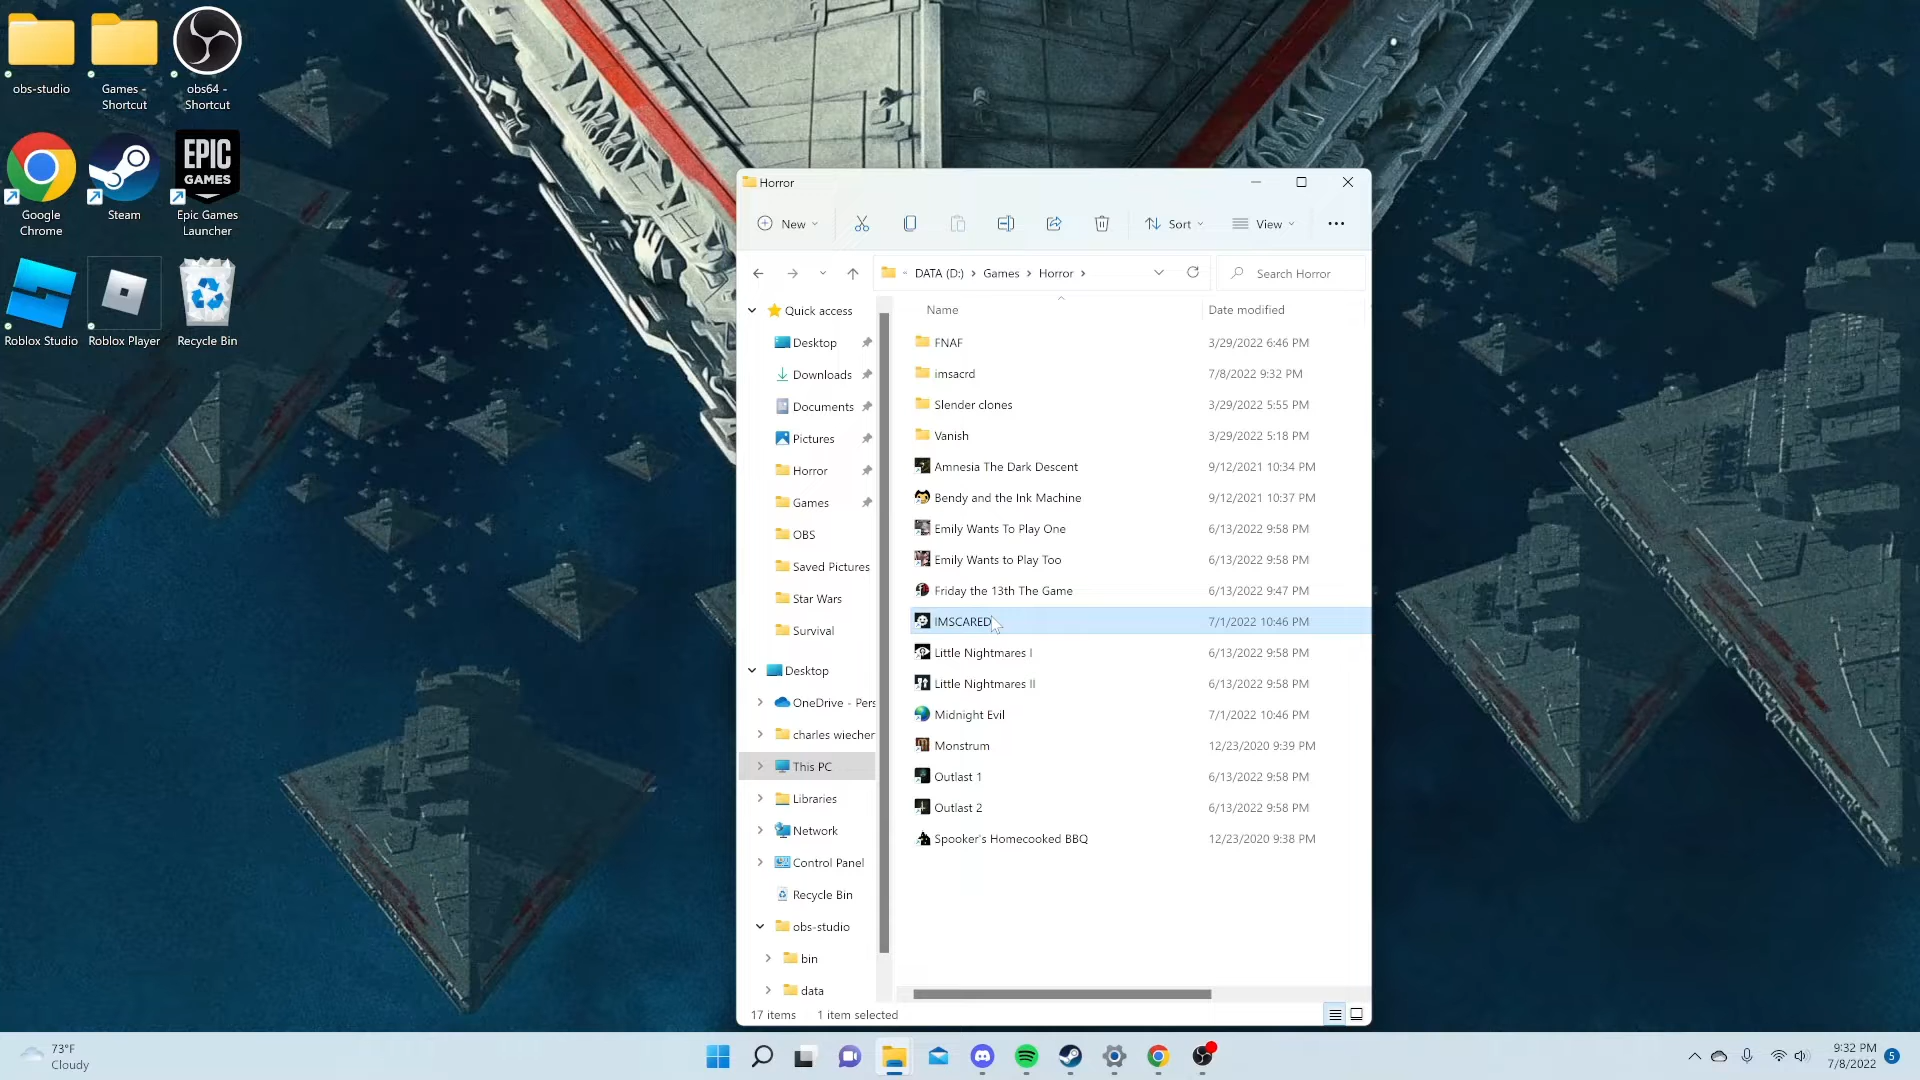 obs-studio
Games -
Shortcut
obs64 -
Shortcut
Google
Chrome
Steam
EPIC
GAMES
Epic Games
Launcher
Roblox Studio
Roblox Player
Recycle Bin
Horror
New
Sort
View
DATA (D:) > Games > Horror >
Search Horror
Quick access
Desktop
Downloads
Documents
Pictures
Horror
Games
OBS
Saved Pictures
Star Wars
Survival
Desktop
OneDrive - Pers
charles wiecher
This PC
Libraries
Network
Control Panel
Recycle Bin
obs-studio
bin
data
Name Date modified
FNAF 3/29/2022 6:46 PM
imsacrd 7/8/2022 9:32 PM
Slender clones 3/29/2022 5:55 PM
Vanish 3/29/2022 5:18 PM
Amnesia The Dark Descent 9/12/2021 10:34 PM
Bendy and the Ink Machine 9/12/2021 10:37 PM
Emily Wants To Play One 6/13/2022 9:58 PM
Emily Wants to Play Too 6/13/2022 9:58 PM
Friday the 13th The Game 6/13/2022 9:47 PM
IMSCARED 7/1/2022 10:46 PM
Little Nightmares I 6/13/2022 9:58 PM
Little Nightmares II 6/13/2022 9:58 PM
Midnight Evil 7/1/2022 10:46 PM
Monstrum 12/23/2020 9:39 PM
Outlast 1 6/13/2022 9:58 PM
Outlast 2 6/13/2022 9:58 PM
Spooker's Homecooked BBQ 12/23/2020 9:38 PM
17 items 1 item selected
73°F
Cloudy
9:32 PM
7/8/2022
5